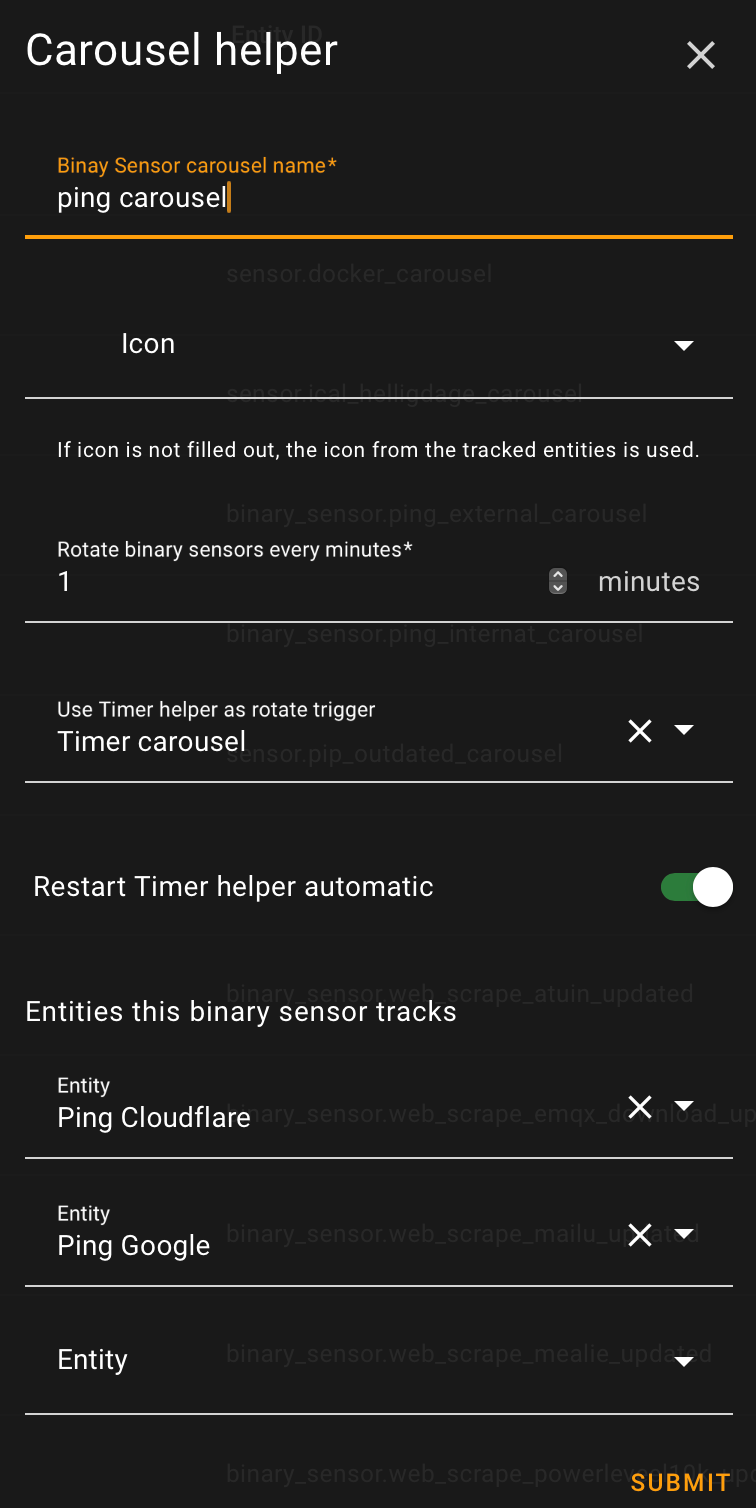 Entity ID
Carousel helper
Binay Sensor carousel name*
ping carousel
sensor.docker_carousel
Icon
sensor.ical_helligdage_carousel
If icon is not filled out, the icon from the tracked entities is used.
binary_sensor.ping_external_carousel
Rotate binary sensors every minutes*
1 minutes
binary_sensor.ping_internat_carousel
Use Timer helper as rotate trigger
Timer carousel
sensor.pip_outdated_carousel
Restart Timer helper automatic
binary_sensor.web_scrape_atuin_updated
Entities this binary sensor tracks
Entity
Ping Cloudflare
binary_sensor.web_scrape_emqx_download_up
Entity
Ping Google
binary_sensor.web_scrape_mailu_updated
Entity
binary_sensor.web_scrape_mealie_updated
SUBMIT